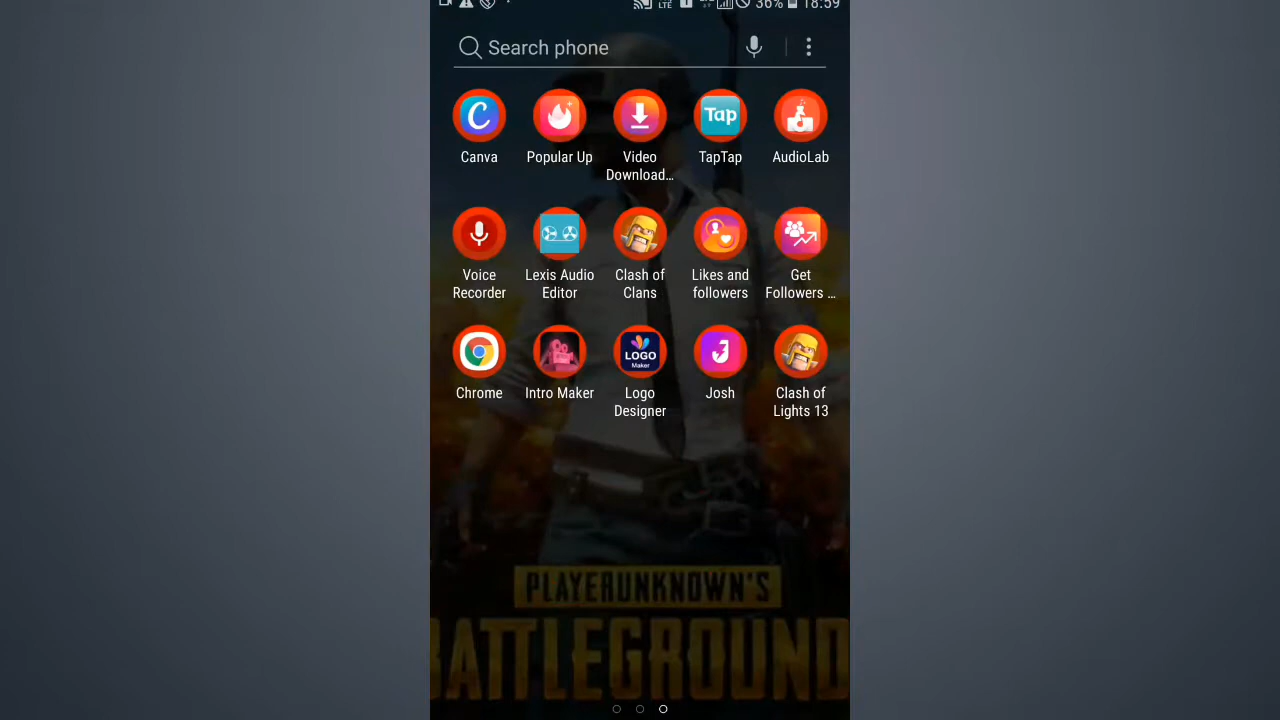 36% 18:59
Search phone
C
Tap
Canva
Popular Up
Video
Download...
TapTap
AudioLab
Voice
Recorder
Lexis Audio
Editor
Clash of
Clans
Likes and
followers
Get
Followers ...
LOGO
Maker
Chrome
Intro Maker
Logo
Designer
Josh
Clash of
Lights 13
PLAYERUNKNOWN'S
BATTLEGROUND